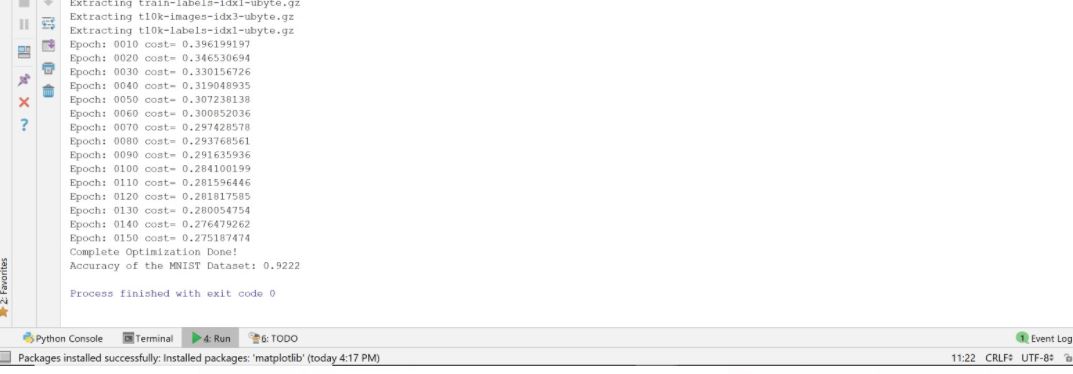 Extracting train-labels-idx1-ubyte.gz
Extracting t10k-images-idx3-ubyte.gz
Extracting t10k-labels-idx1-ubyte.gz
Epoch: 0010 cost= 0.396199197
Epoch: 0020 cost= 0.346530694
Epoch: 0030 cost= 0.330156726
Epoch: 0040 cost= 0.319048935
Epoch: 0050 cost= 0.307238138
Epoch: 0060 cost= 0.300852036
Epoch: 0070 cost= 0.297428578
Epoch: 0080 cost= 0.293768561
Epoch: 0090 cost= 0.291635936
Epoch: 0100 cost= 0.284100199
Epoch: 0110 cost= 0.281596446
Epoch: 0120 cost= 0.281817585
Epoch: 0130 cost= 0.280054754
Epoch: 0140 cost= 0.276479262
Epoch: 0150 cost= 0.275187474
Complete Optimization Done!
Accuracy of the MNIST Dataset: 0.9222
Process finished with exit code 0
2: Favorites
Python Console Terminal 4: Run 6: TODO 1 Event Log
Packages installed successfully: Installed packages: 'matplotlib' (today 4:17 PM) 11:22 CRLF UTF-8